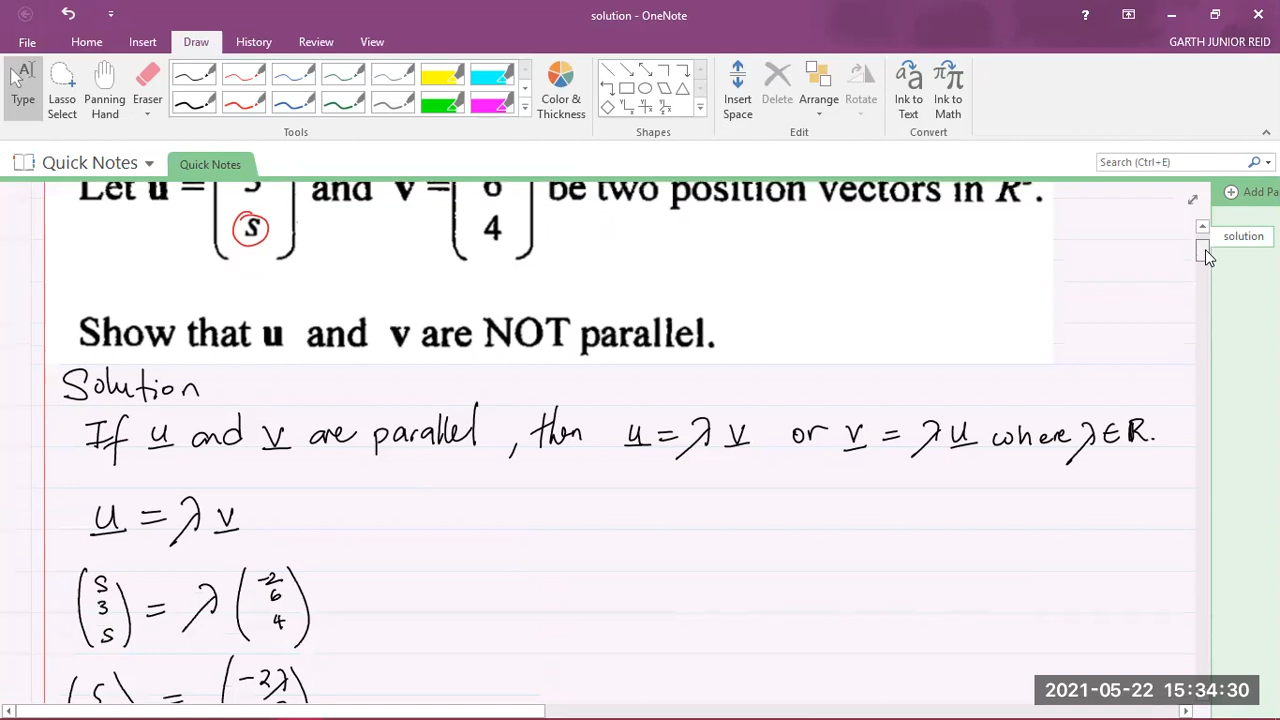 solution - OneNote
GARTH JUNIOR REID
File Home Insert Draw History Review View
Type
Lasso Select
Panning Hand
Eraser
Color & Thickness
Insert Space
Delete
Arrange
Rotate
Ink to Text
Ink to Math
Tools
Shapes
Edit
Convert
Quick Notes
Quick Notes
Search (Ctrl+E)
Add Pa
solution
Let u = ( 3 and v = ( 6 be two position vectors in R³.
s ) 4 )
Show that u and v are NOT parallel.
Solution
If u and v are parallel, then u = λ v or v = λ u where λ ∈ R.
u = λ v
( s 3 s ) = λ ( -2 6 4 )
( s = ( -2λ
2021-05-22 15:34:30